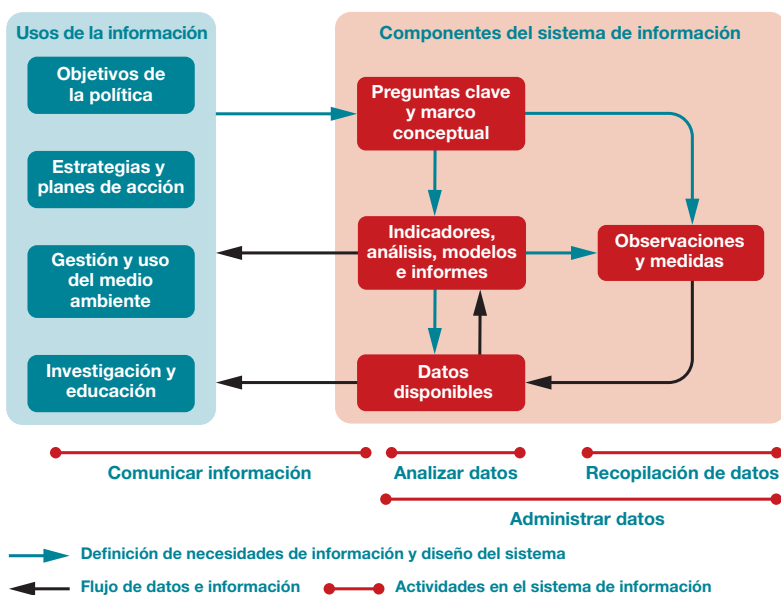 Usos de la información
Objetivos de
la política
Estrategias y
planes de acción
Gestión y uso
del medio
ambiente
Investigación y
educación
Componentes del sistema de información
Preguntas clave
y marco
conceptual
Indicadores,
análisis, modelos
e informes
Observaciones
y medidas
Datos
disponibles
Comunicar información
Analizar datos
Recopilación de datos
Administrar datos
Definición de necesidades de información y diseño del sistema
Flujo de datos e información
Actividades en el sistema de información